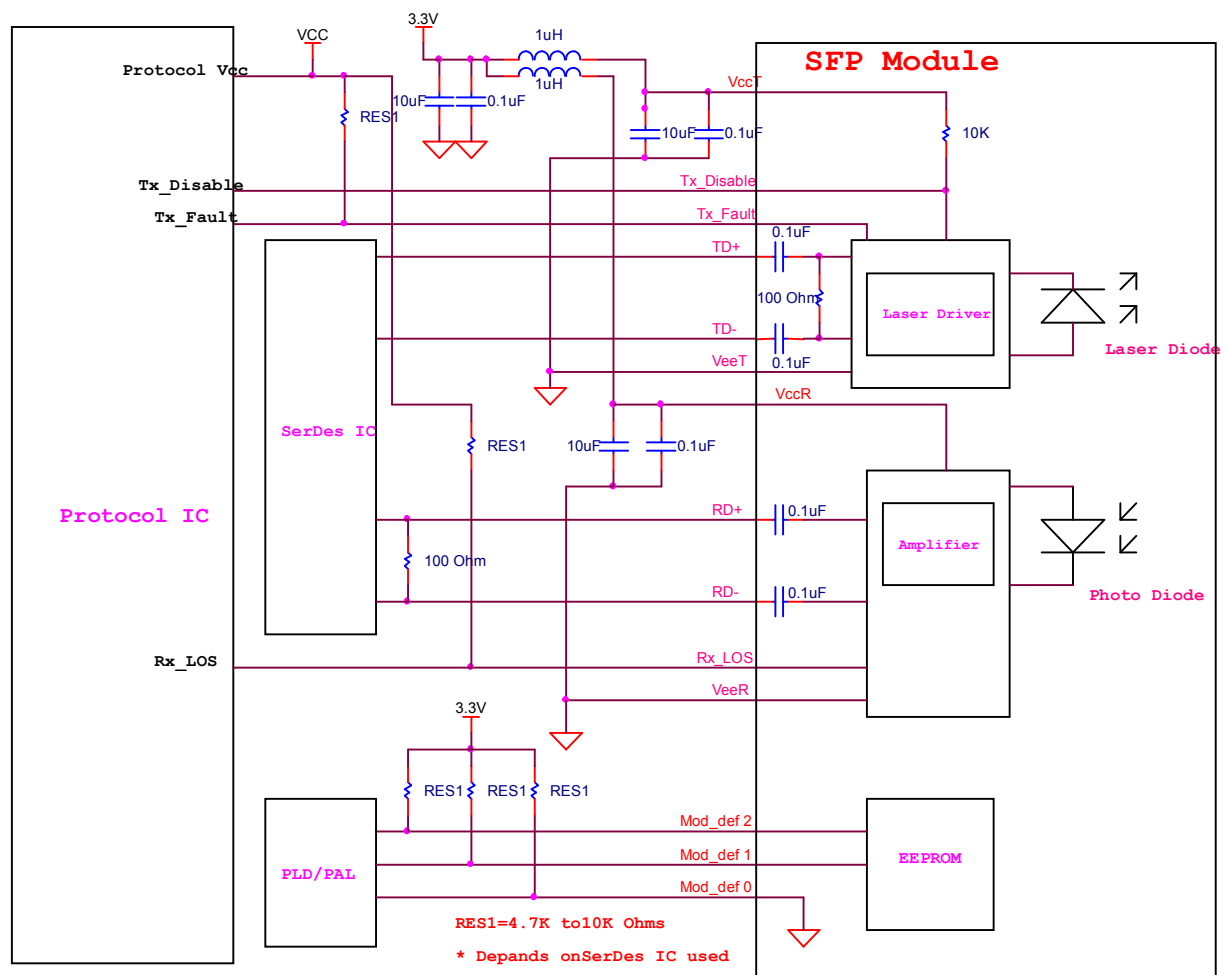 3.3V
VCC
1uH
SFP Module
Protocol Vcc
1uH
VccT
10uF
0.1uF
RES1
10uF
0.1uF
10K
Tx_Disable
Tx_Disable
Tx_Fault
Tx_Fault
0.1uF
TD+
100 Ohm
Laser Driver
TD-
Laser Diode
VeeT
0.1uF
VccR
SerDes IC
RES1
10uF
0.1uF
Protocol IC
RD+
0.1uF
Amplifier
100 Ohm
RD-
0.1uF
Photo Diode
Rx_LOS
Rx_LOS
VeeR
3.3V
RES1
RES1
RES1
Mod_def 2
Mod_def 1
EEPROM
PLD/PAL
Mod_def 0
RES1=4.7K to10K Ohms
* Depands onSerDes IC used